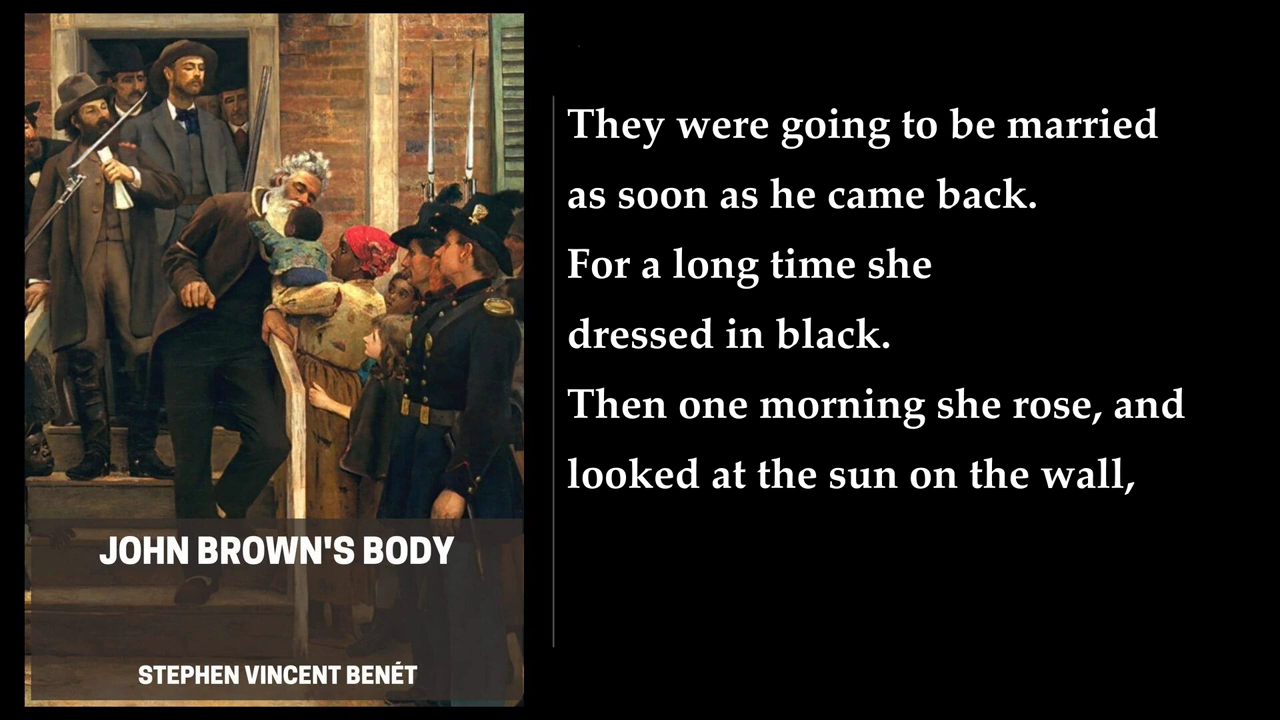 JOHN BROWN'S BODY
STEPHEN VINCENT BENÉT
They were going to be married
as soon as he came back.
For a long time she
dressed in black.
Then one morning she rose, and
looked at the sun on the wall,